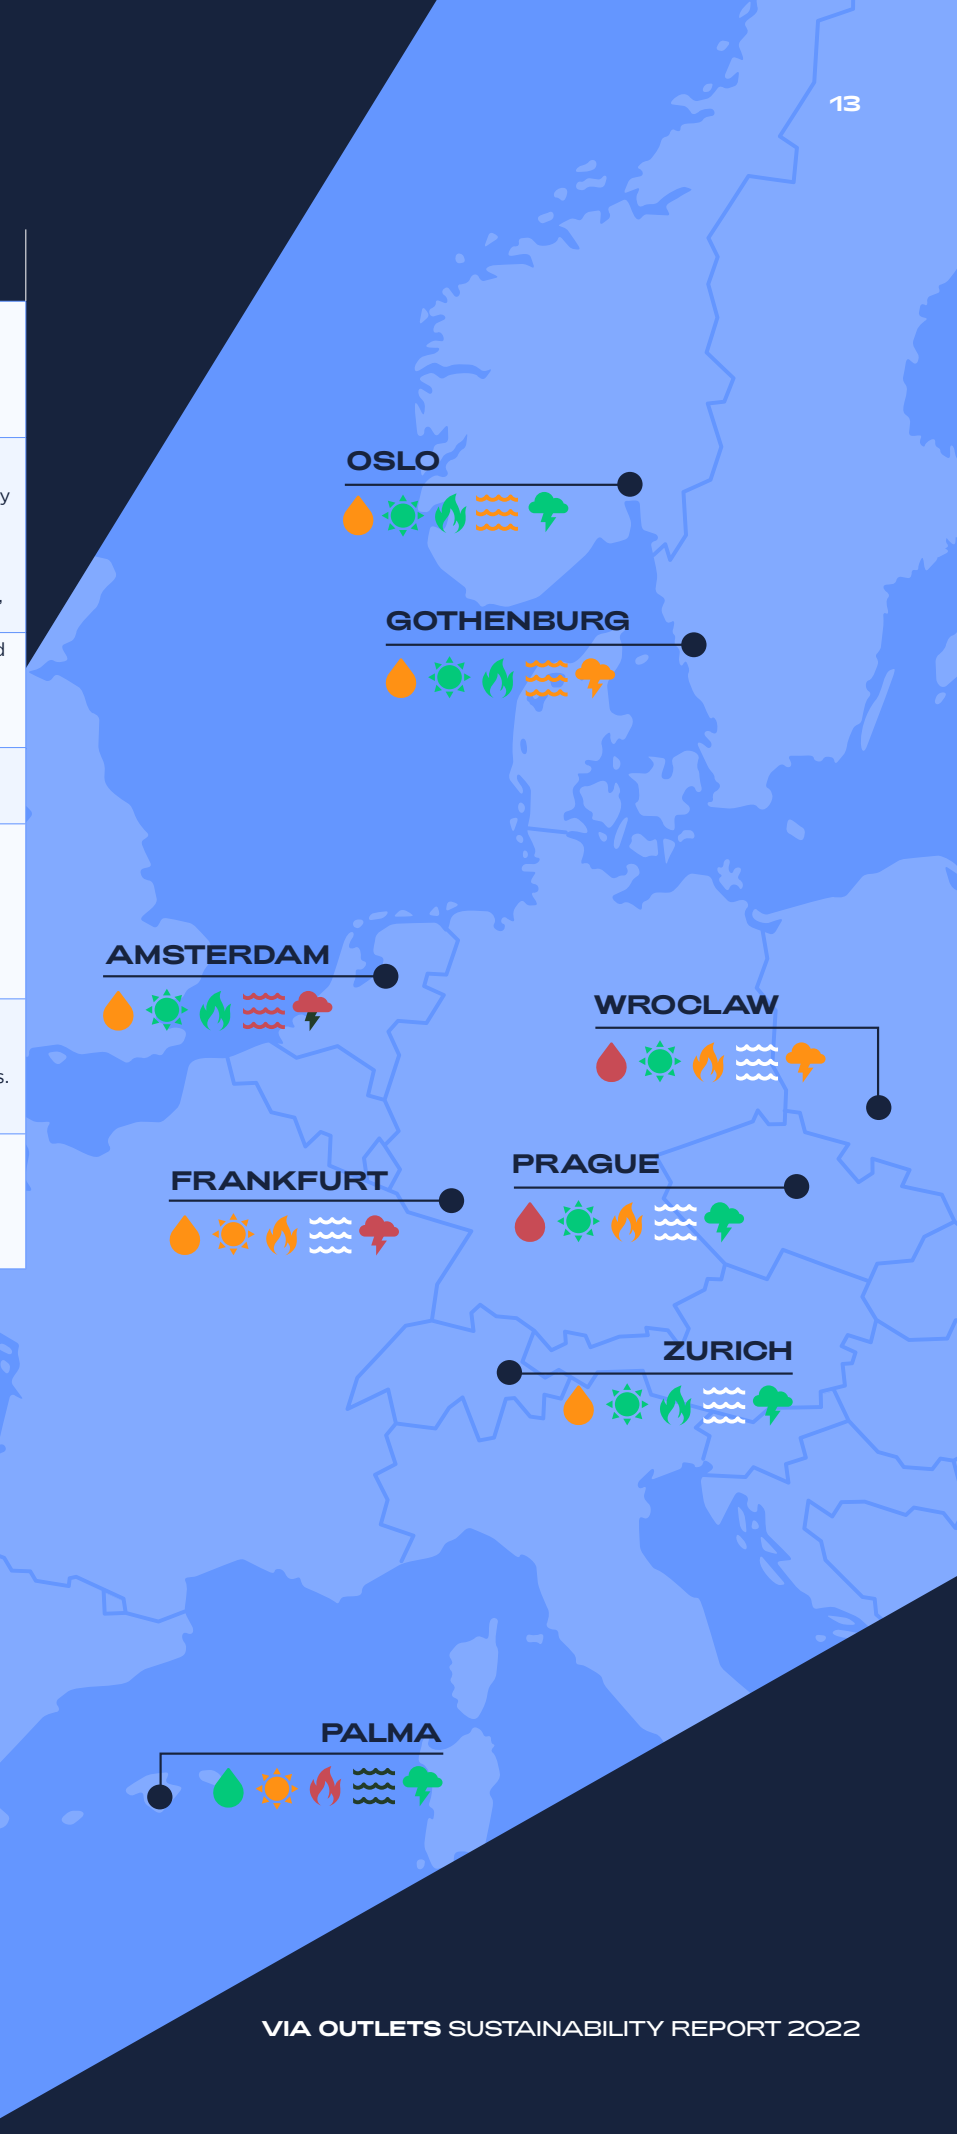 13
y
,
d
s.
OSLO
GOTHENBURG
AMSTERDAM
WROCLAW
PRAGUE
FRANKFURT
ZURICH
PALMA
VIA OUTLETS SUSTAINABILITY REPORT 2022